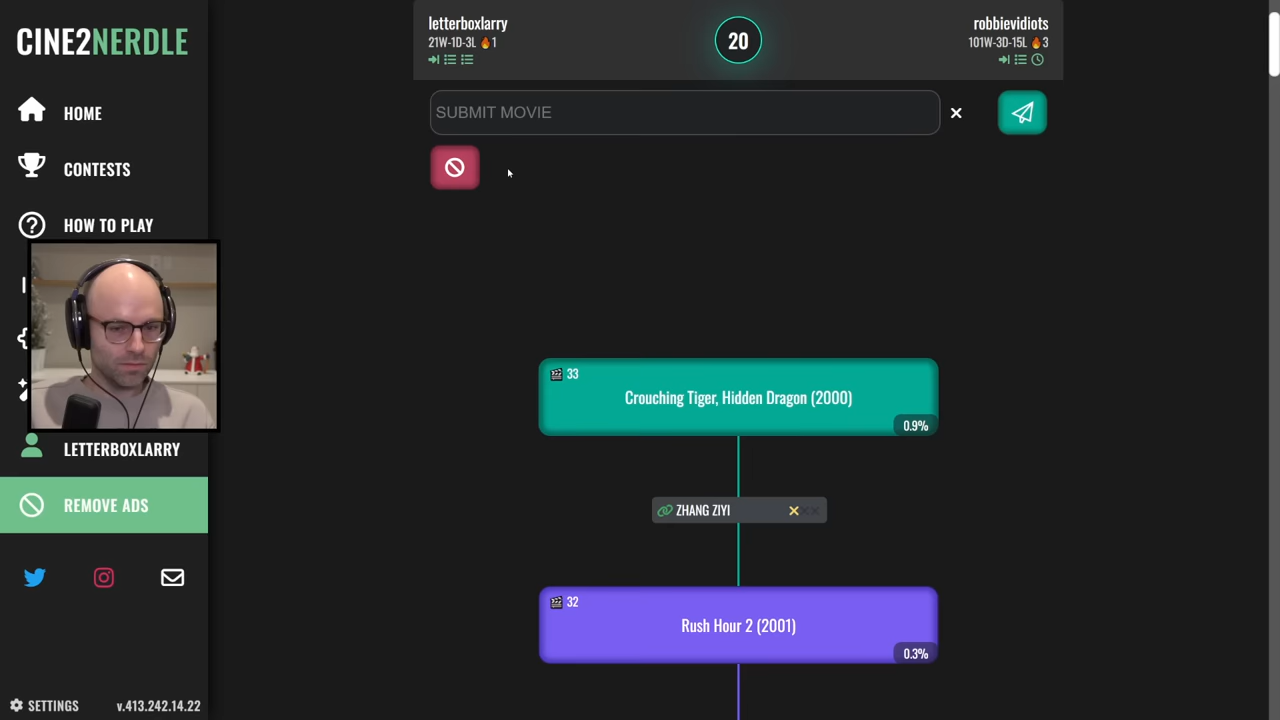 CINE2NERDLE
HOME
CONTESTS
HOW TO PLAY
LETTERBOXLARRY
REMOVE ADS
SETTINGS
v.413.242.14.22
letterboxlarry
21W-1D-3L 🔥1
20
robbievidiots
101W-3D-15L 🔥3
SUBMIT MOVIE
33
Crouching Tiger, Hidden Dragon (2000)
0.9%
ZHANG ZIYI
32
Rush Hour 2 (2001)
0.3%